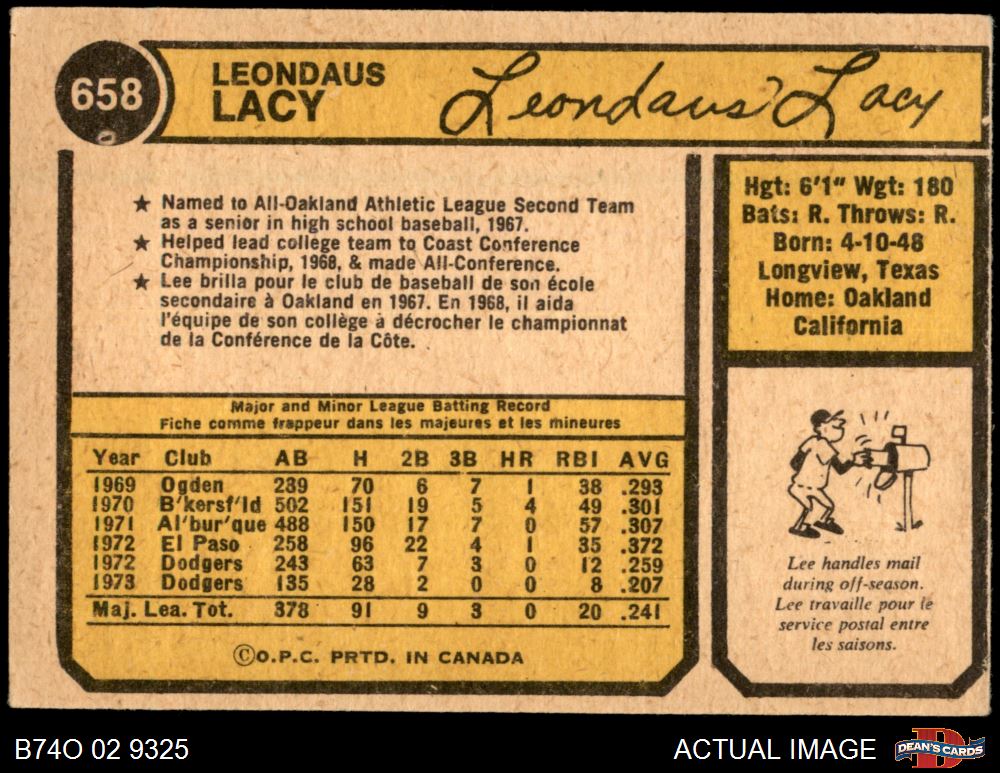 658
LEONDAUS
LACY
Leondaus Lacy
★ Named to All-Oakland Athletic League Second Team
as a senior in high school baseball, 1967.
★ Helped lead college team to Coast Conference
Championship, 1968, & made All-Conference.
★ Lee brilla pour le club de baseball de son école
secondaire à Oakland en 1967. En 1968, il aida
l'équipe de son collège à décrocher le championnat
de la Conférence de la Côte.
Hgt: 6'1" Wgt: 180
Bats: R. Throws: R.
Born: 4-10-48
Longview, Texas
Home: Oakland
California
Major and Minor League Batting Record
Fiche comme frappeur dans les majeures et les mineures
Year Club AB H 2B 3B HR RBI AVG
1969 Ogden 239 70 6 7 1 38 .293
1970 B'kersf'ld 502 151 19 5 4 49 .301
1971 Al'bur'que 488 150 17 7 0 57 .307
1972 El Paso 258 96 22 4 1 35 .372
1972 Dodgers 243 63 7 3 0 12 .259
1973 Dodgers 135 28 2 0 0 8 .207
Maj. Lea. Tot. 378 91 9 3 0 20 .241
©O.P.C. PRTD. IN CANADA
Lee handles mail
during off-season.
Lee travaille pour le
service postal entre
les saisons.
B74O 02 9325
ACTUAL IMAGE
D
DEAN'S CARDS